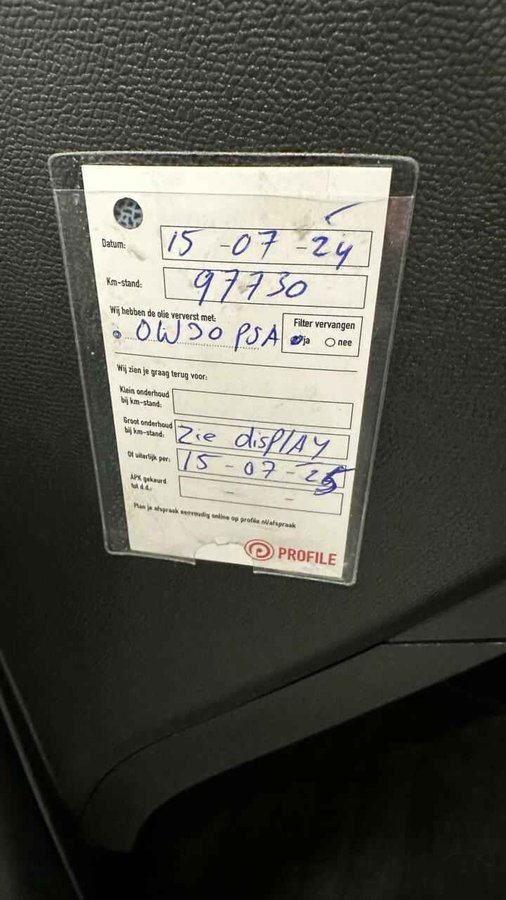 Datum: 15-07-24
Km-stand: 97730
Wij hebben de olie ververst met:
0W30 PSA
Filter vervangen
ja nee
Wij zien je graag terug voor:
Klein onderhoud
bij km-stand:
Groot onderhoud
bij km-stand: Zie disPlAY
Of uiterlijk per: 15-07-25
APK gekeurd
tot d.d.: - -
Plan je afspraak eenvoudig online op profile.nl/afspraak
PROFILE